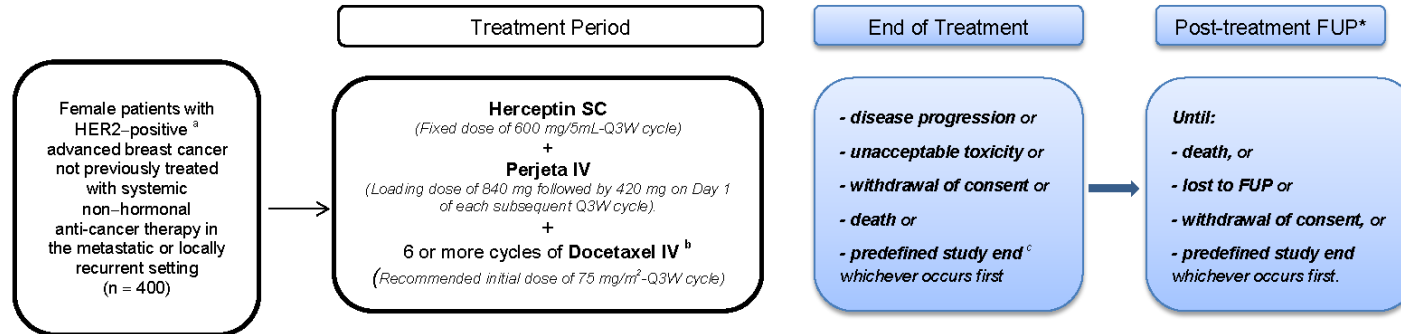 Treatment Period
End of Treatment
Post-treatment FUP*
Female patients with
HER2–positive a
advanced breast cancer
not previously treated
with systemic
non–hormonal
anti-cancer therapy in
the metastatic or locally
recurrent setting
(n = 400)
Herceptin SC
(Fixed dose of 600 mg/5mL-Q3W cycle)
+
Perjeta IV
(Loading dose of 840 mg followed by 420 mg on Day 1
of each subsequent Q3W cycle).
+
6 or more cycles of Docetaxel IV b
(Recommended initial dose of 75 mg/m²-Q3W cycle)
- disease progression or
- unacceptable toxicity or
- withdrawal of consent or
- death or
- predefined study end c
whichever occurs first
Until:
- death, or
- lost to FUP or
- withdrawal of consent, or
- predefined study end
whichever occurs first.